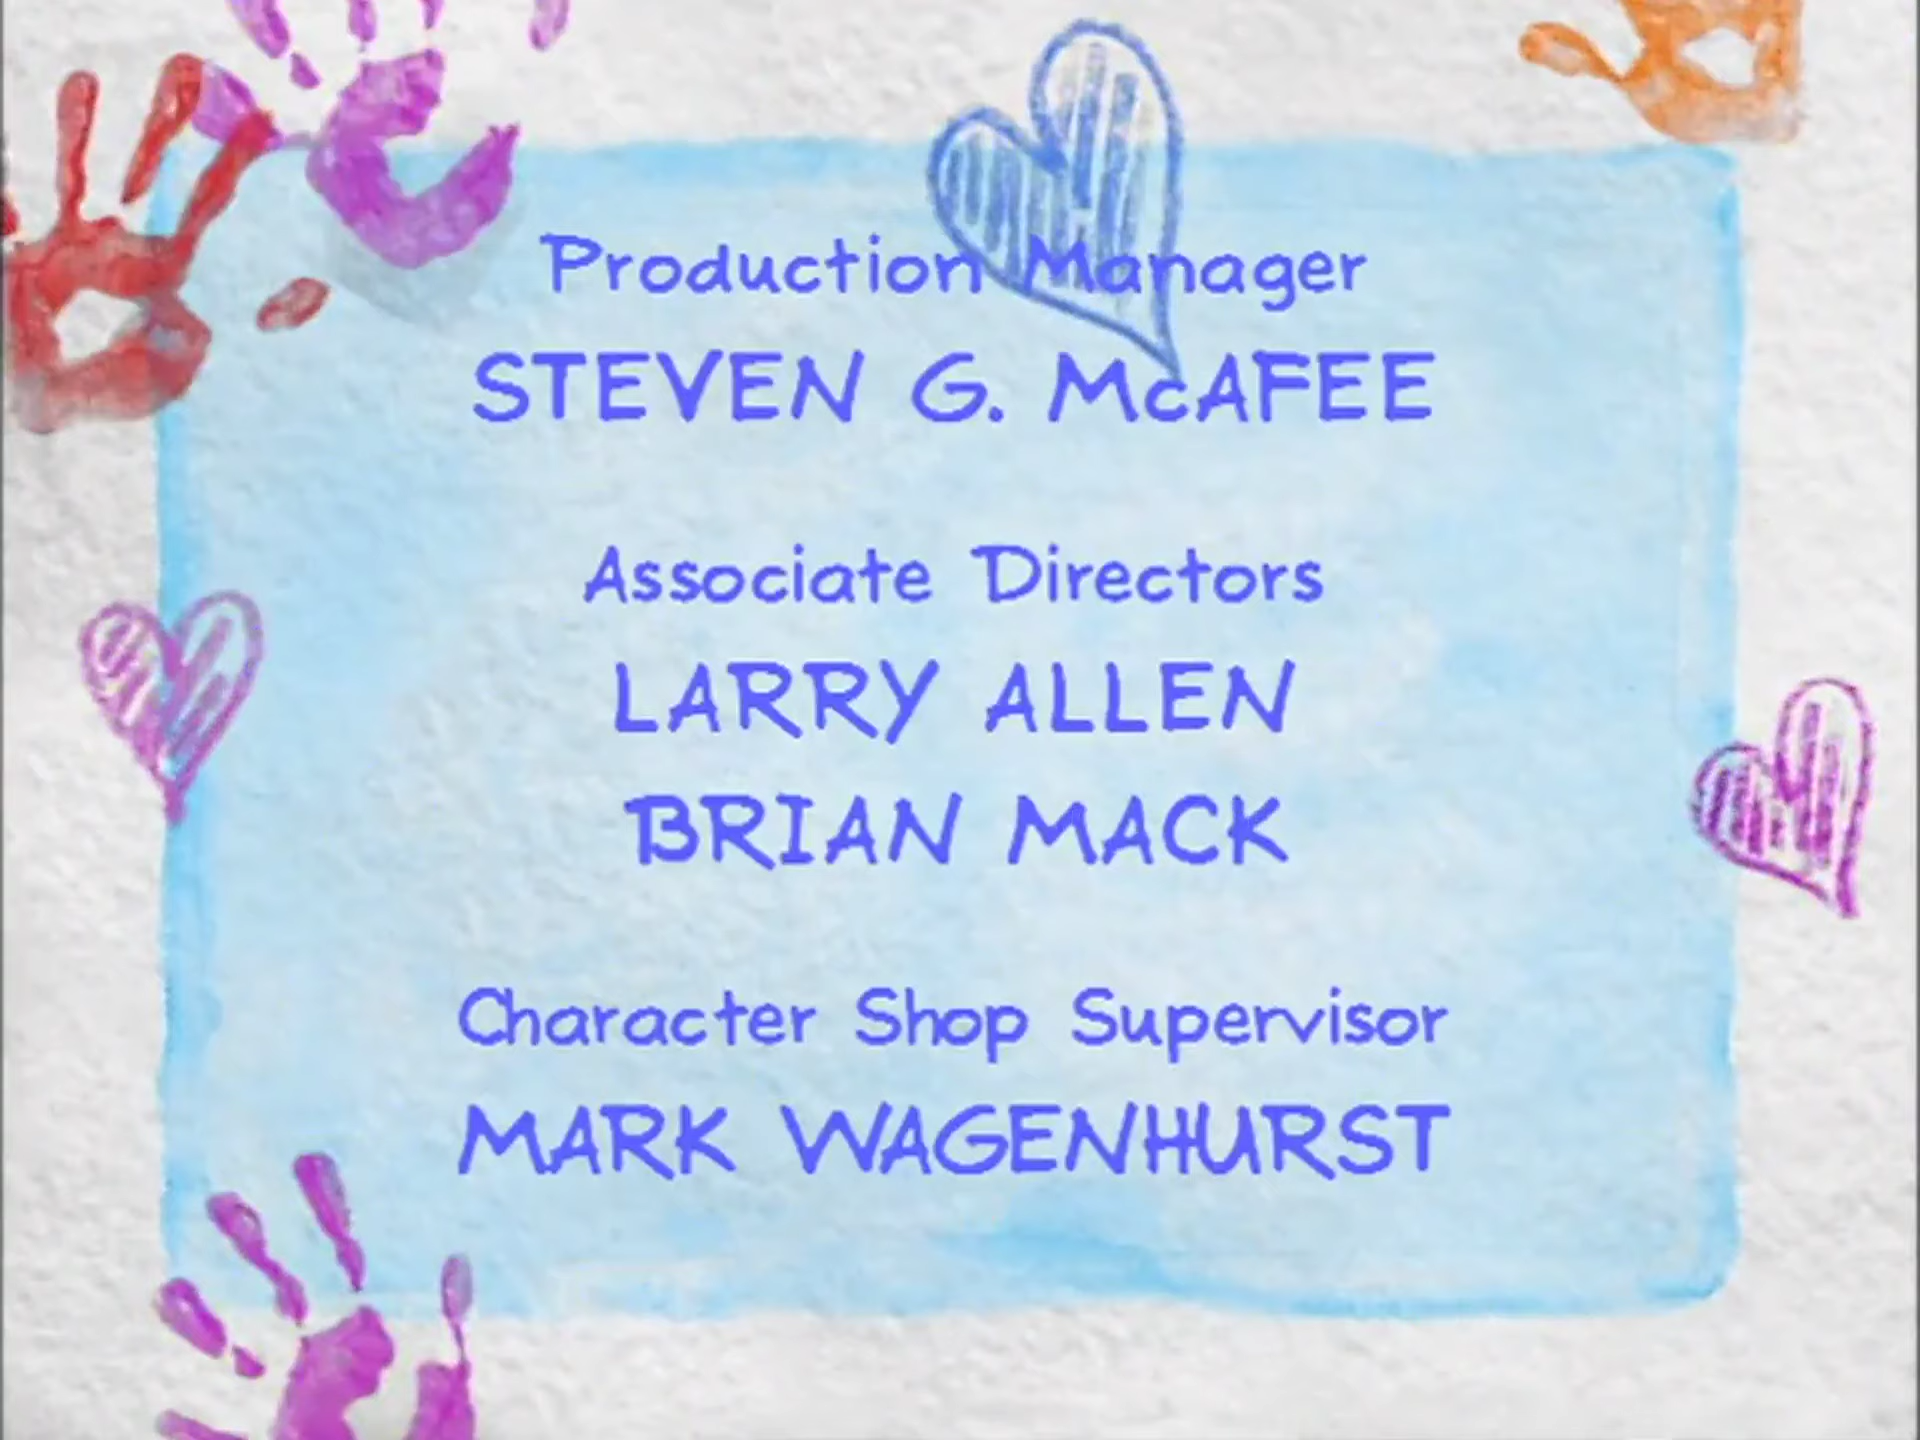 Production Manager
STEVEN G. McAFEE
Associate Directors
LARRY ALLEN
BRIAN MACK
Character Shop Supervisor
MARK WAGENHURST